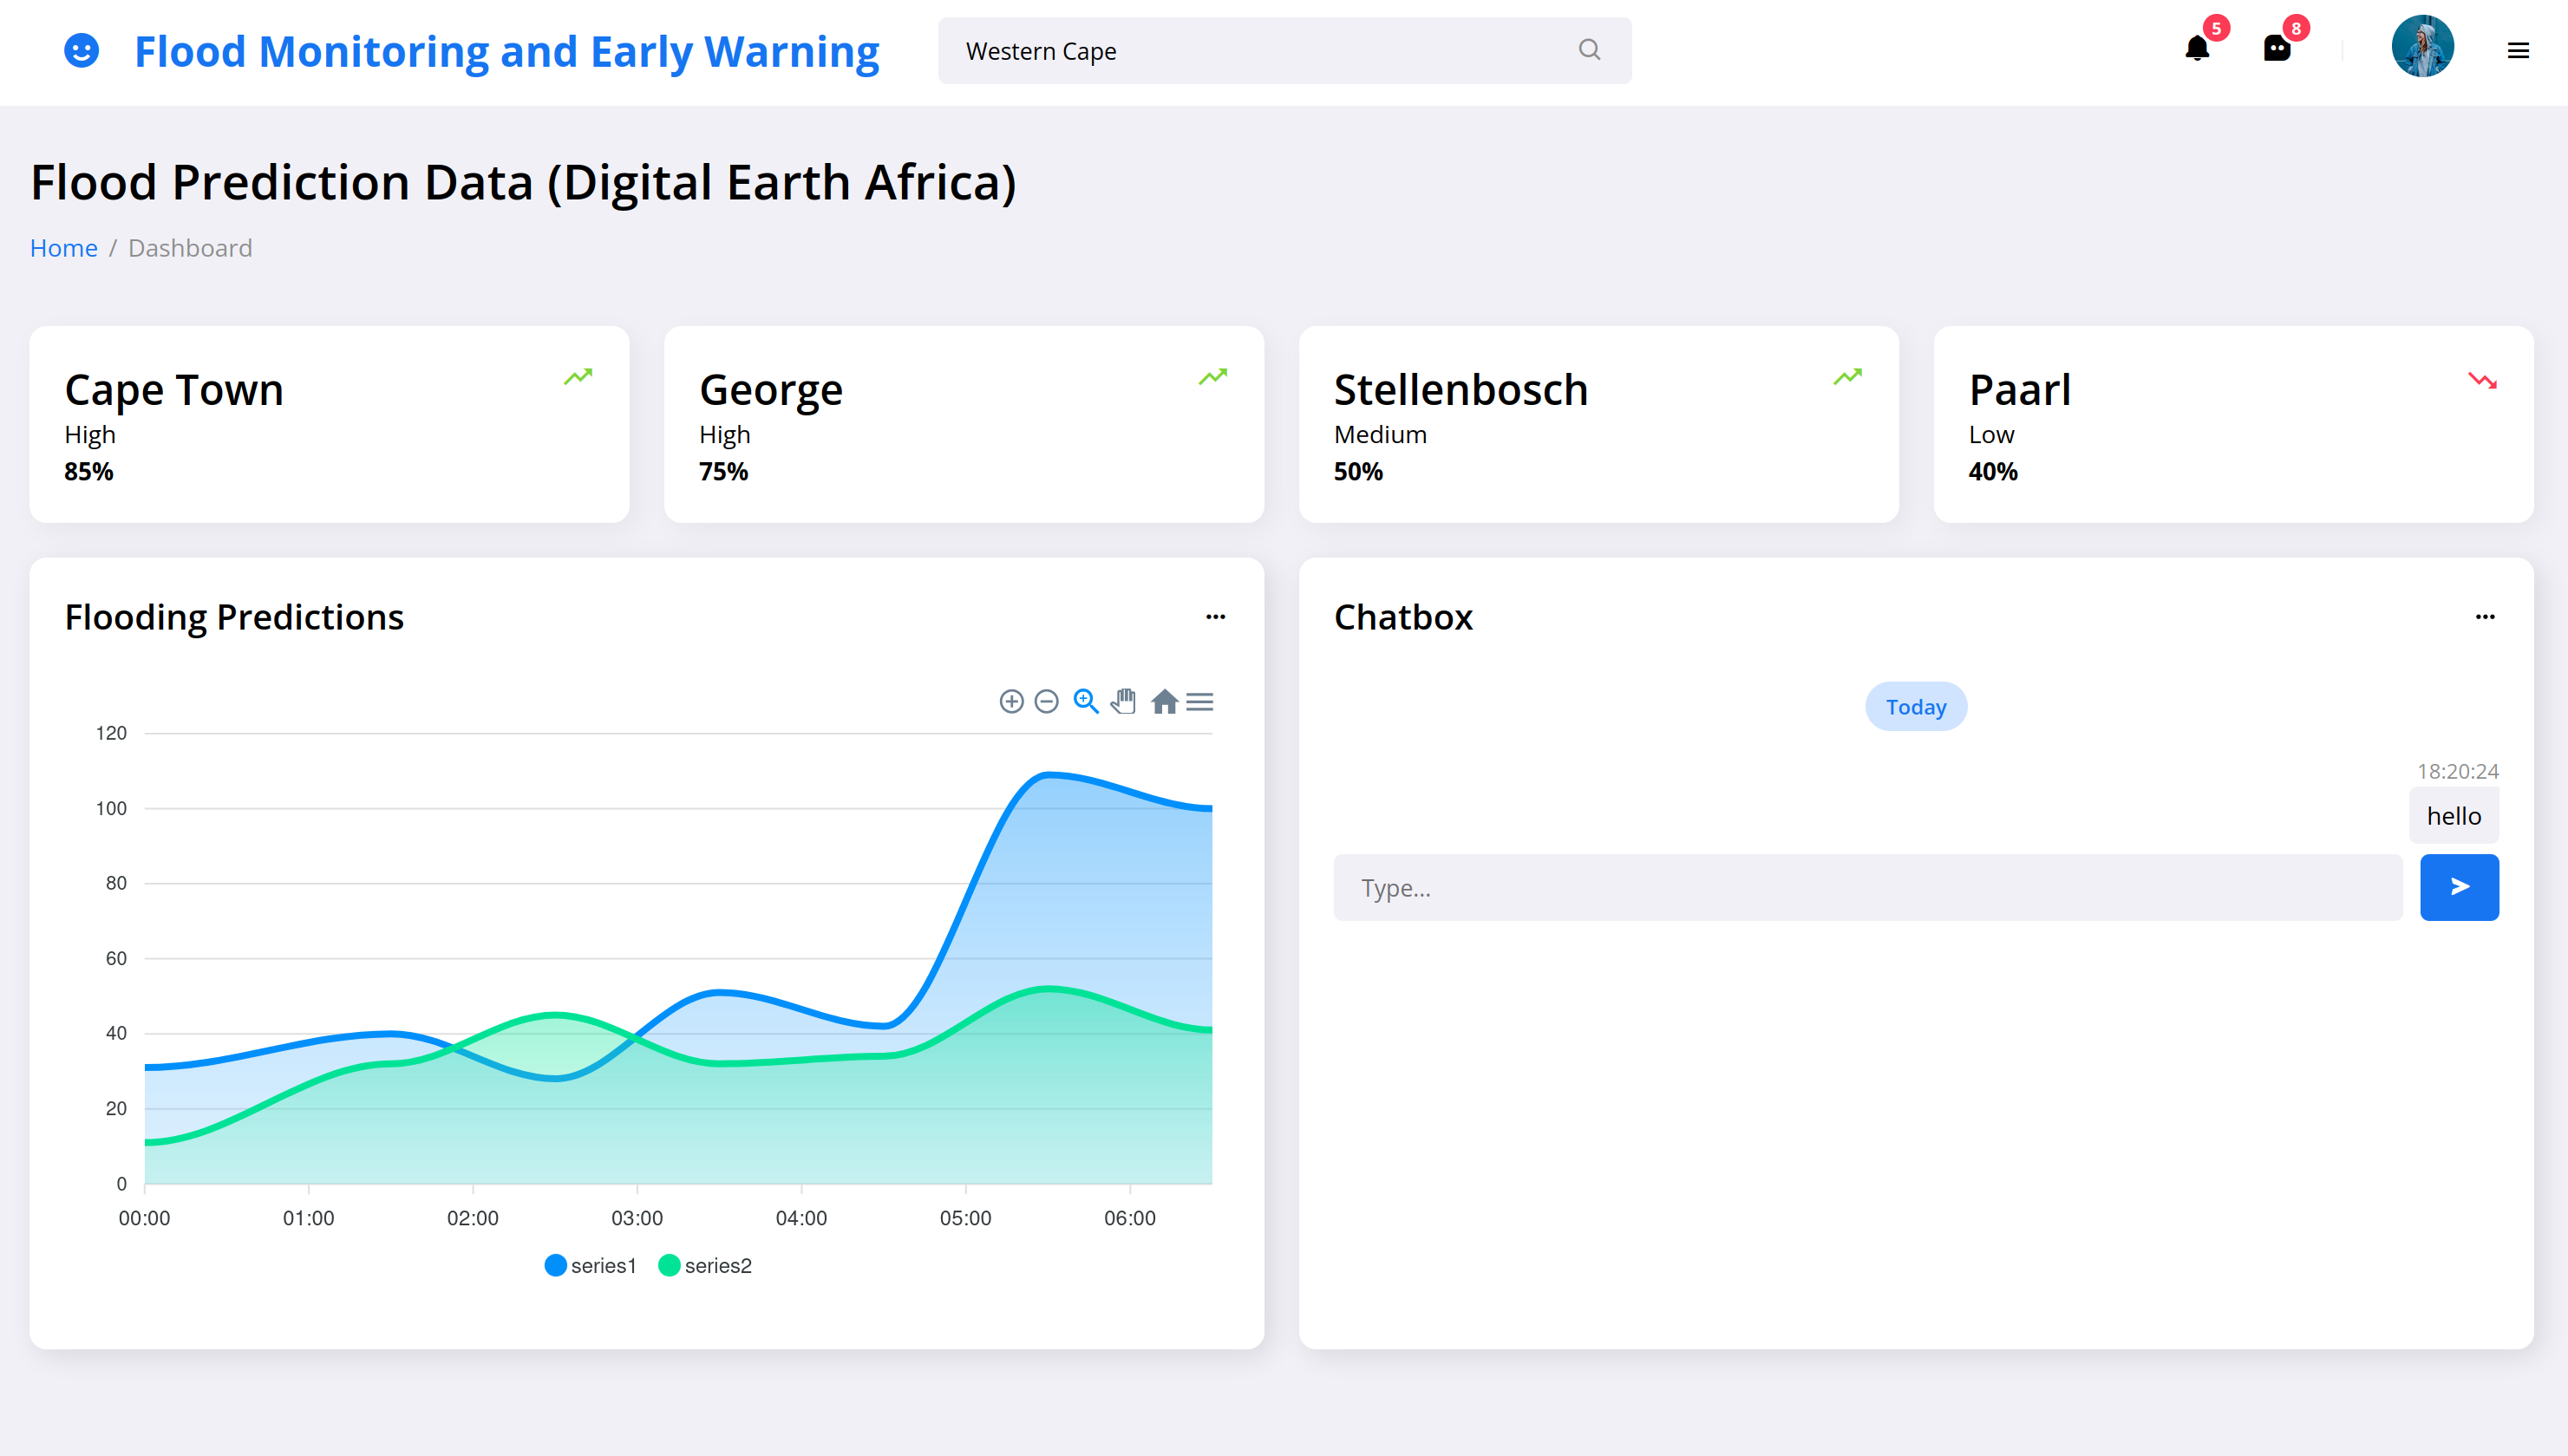 Flood Monitoring and Early Warning
Western Cape
5
8
Flood Prediction Data (Digital Earth Africa)
Home / Dashboard
Cape Town
High
85%
George
High
75%
Stellenbosch
Medium
50%
Paarl
Low
40%
Flooding Predictions
120
100
80
60
40
20
0
00:00 01:00 02:00 03:00 04:00 05:00 06:00
series1 series2
Chatbox
Today
18:20:24
hello
Type...